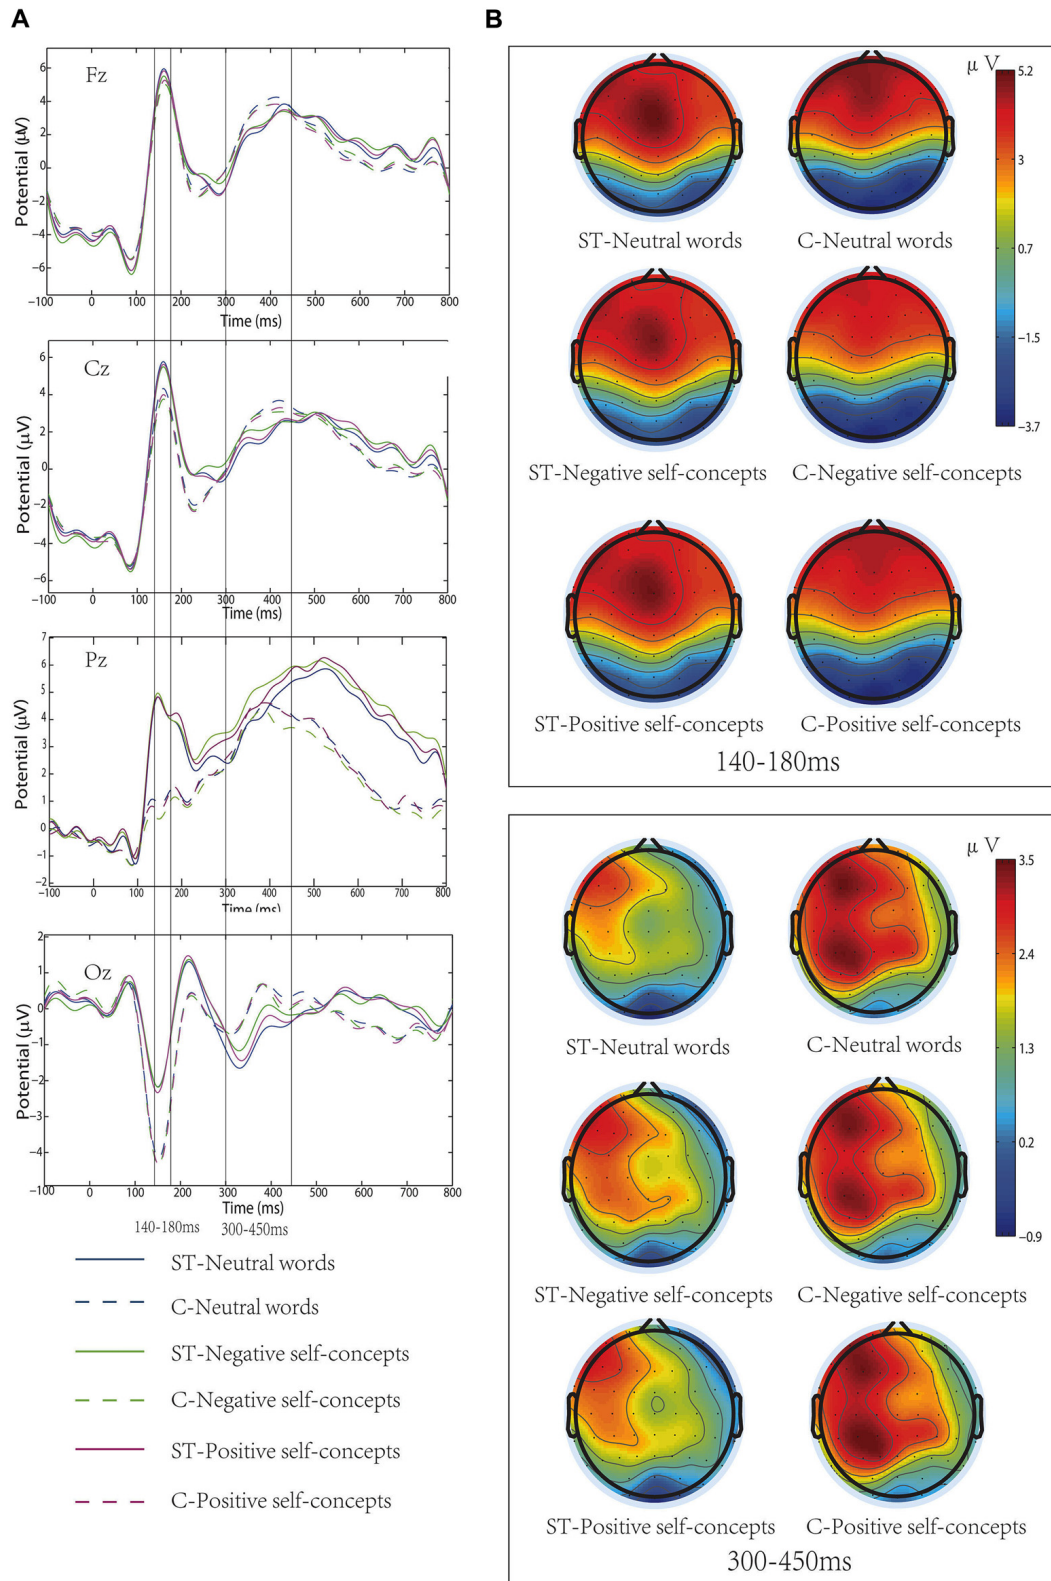 A
Fz
Potential (µV)
6
4
2
0
−2
−4
−6
−100 0 100 200 300 400 500 600 700 800
Time (ms)
Cz
Potential (µV)
6
4
2
0
−2
−4
−6
−100 0 100 200 300 400 500 600 700 800
Time (ms)
Pz
Potential (µV)
7
6
5
4
3
2
1
0
−1
−2
−100 0 100 200 300 400 500 600 700 800
Time (ms)
Oz
Potential (µV)
2
1
0
−1
−2
−3
−4
−100 0 100 200 300 400 500 600 700 800
Time (ms)
140-180ms 300-450ms
ST-Neutral words
C-Neutral words
ST-Negative self-concepts
C-Negative self-concepts
ST-Positive self-concepts
C-Positive self-concepts
B
µ V
5.2
3
0.7
−1.5
−3.7
ST-Neutral words C-Neutral words
ST-Negative self-concepts C-Negative self-concepts
ST-Positive self-concepts C-Positive self-concepts
140-180ms
µ V
3.5
2.4
1.3
0.2
−0.9
ST-Neutral words C-Neutral words
ST-Negative self-concepts C-Negative self-concepts
ST-Positive self-concepts C-Positive self-concepts
300-450ms